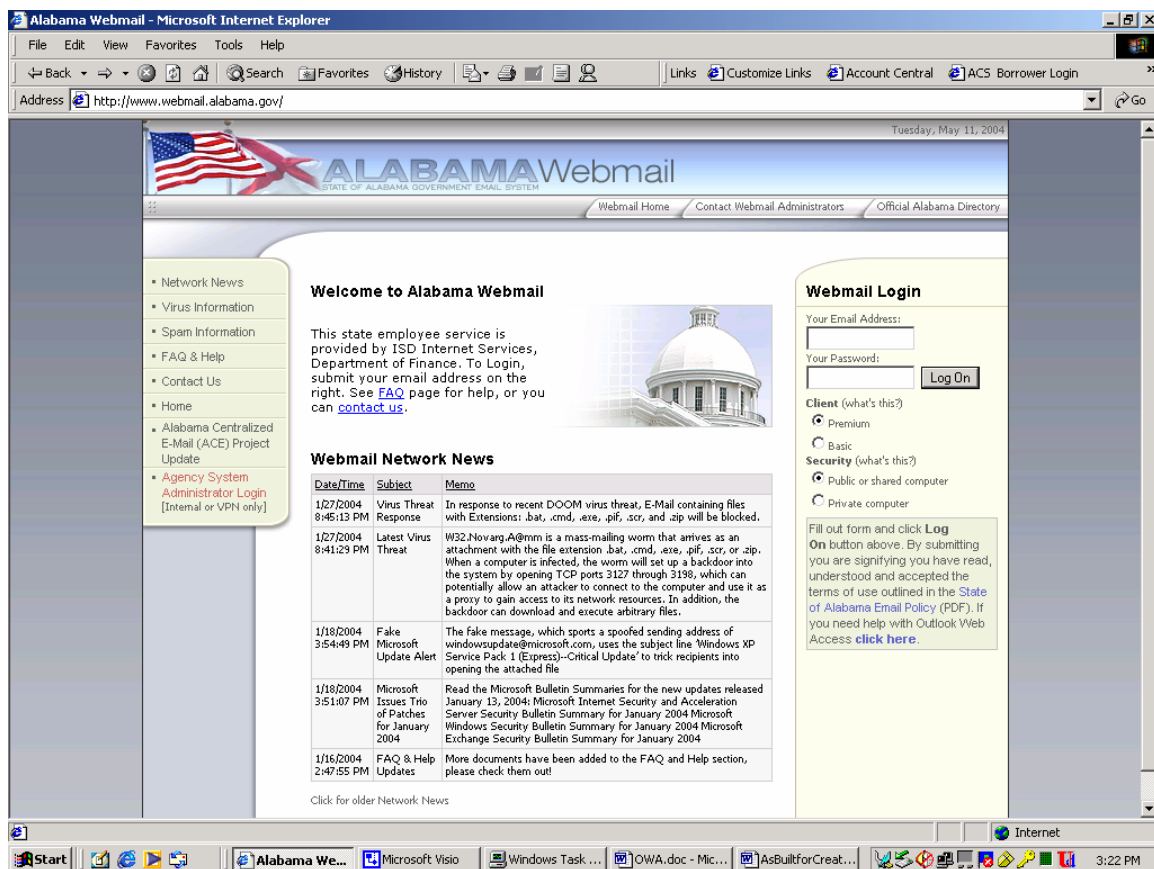 Alabama Webmail - Microsoft Internet Explorer
File Edit View Favorites Tools Help
Back Search Favorites History Links Customize Links Account Central ACS Borrower Login
Address http://www.webmail.alabama.gov/ Go
Tuesday, May 11, 2004
ALABAMA Webmail
STATE OF ALABAMA GOVERNMENT EMAIL SYSTEM
Webmail Home Contact Webmail Administrators Official Alabama Directory
Network News
Virus Information
Spam Information
FAQ & Help
Contact Us
Home
Alabama Centralized
E-Mail (ACE) Project
Update
Agency System
Administrator Login
[Internal or VPN only]
Welcome to Alabama Webmail
This state employee service is
provided by ISD Internet Services,
Department of Finance. To Login,
submit your email address on the
right. See FAQ page for help, or you
can contact us.
Webmail Network News
Date/Time Subject Memo
1/27/2004 Virus Threat In response to recent DOOM virus threat, E-Mail containing files
8:45:13 PM Response with Extensions: .bat, .cmd, .exe, .pif, .scr, and .zip will be blocked.
1/27/2004 Latest Virus W32.Novarg.A@mm is a mass-mailing worm that arrives as an
8:41:29 PM Threat attachment with the file extension .bat, .cmd, .exe, .pif, .scr, or .zip.
When a computer is infected, the worm will set up a backdoor into
the system by opening TCP ports 3127 through 3198, which can
potentially allow an attacker to connect to the computer and use it as
a proxy to gain access to its network resources. In addition, the
backdoor can download and execute arbitrary files.
1/18/2004 Fake The fake message, which sports a spoofed sending address of
3:54:49 PM Microsoft windowsupdate@microsoft.com, uses the subject line 'Windows XP
Update Alert Service Pack 1 (Express)--Critical Update' to trick recipients into
opening the attached file
1/18/2004 Microsoft Read the Microsoft Bulletin Summaries for the new updates released
3:51:07 PM Issues Trio January 13, 2004: Microsoft Internet Security and Acceleration
of Patches Server Security Bulletin Summary for January 2004 Microsoft
for January Windows Security Bulletin Summary for January 2004 Microsoft
2004 Exchange Security Bulletin Summary for January 2004
1/16/2004 FAQ & Help More documents have been added to the FAQ and Help section,
2:47:55 PM Updates please check them out!
Click for older Network News
Webmail Login
Your Email Address:
Your Password:
Log On
Client (what's this?)
Premium
Basic
Security (what's this?)
Public or shared computer
Private computer
Fill out form and click Log
On button above. By submitting
you are signifying you have read,
understood and accepted the
terms of use outlined in the State
of Alabama Email Policy (PDF). If
you need help with Outlook Web
Access click here.
Internet
Start Alabama We... Microsoft Visio Windows Task ... OWA.doc - Mic... AsBuiltforCreat... 3:22 PM